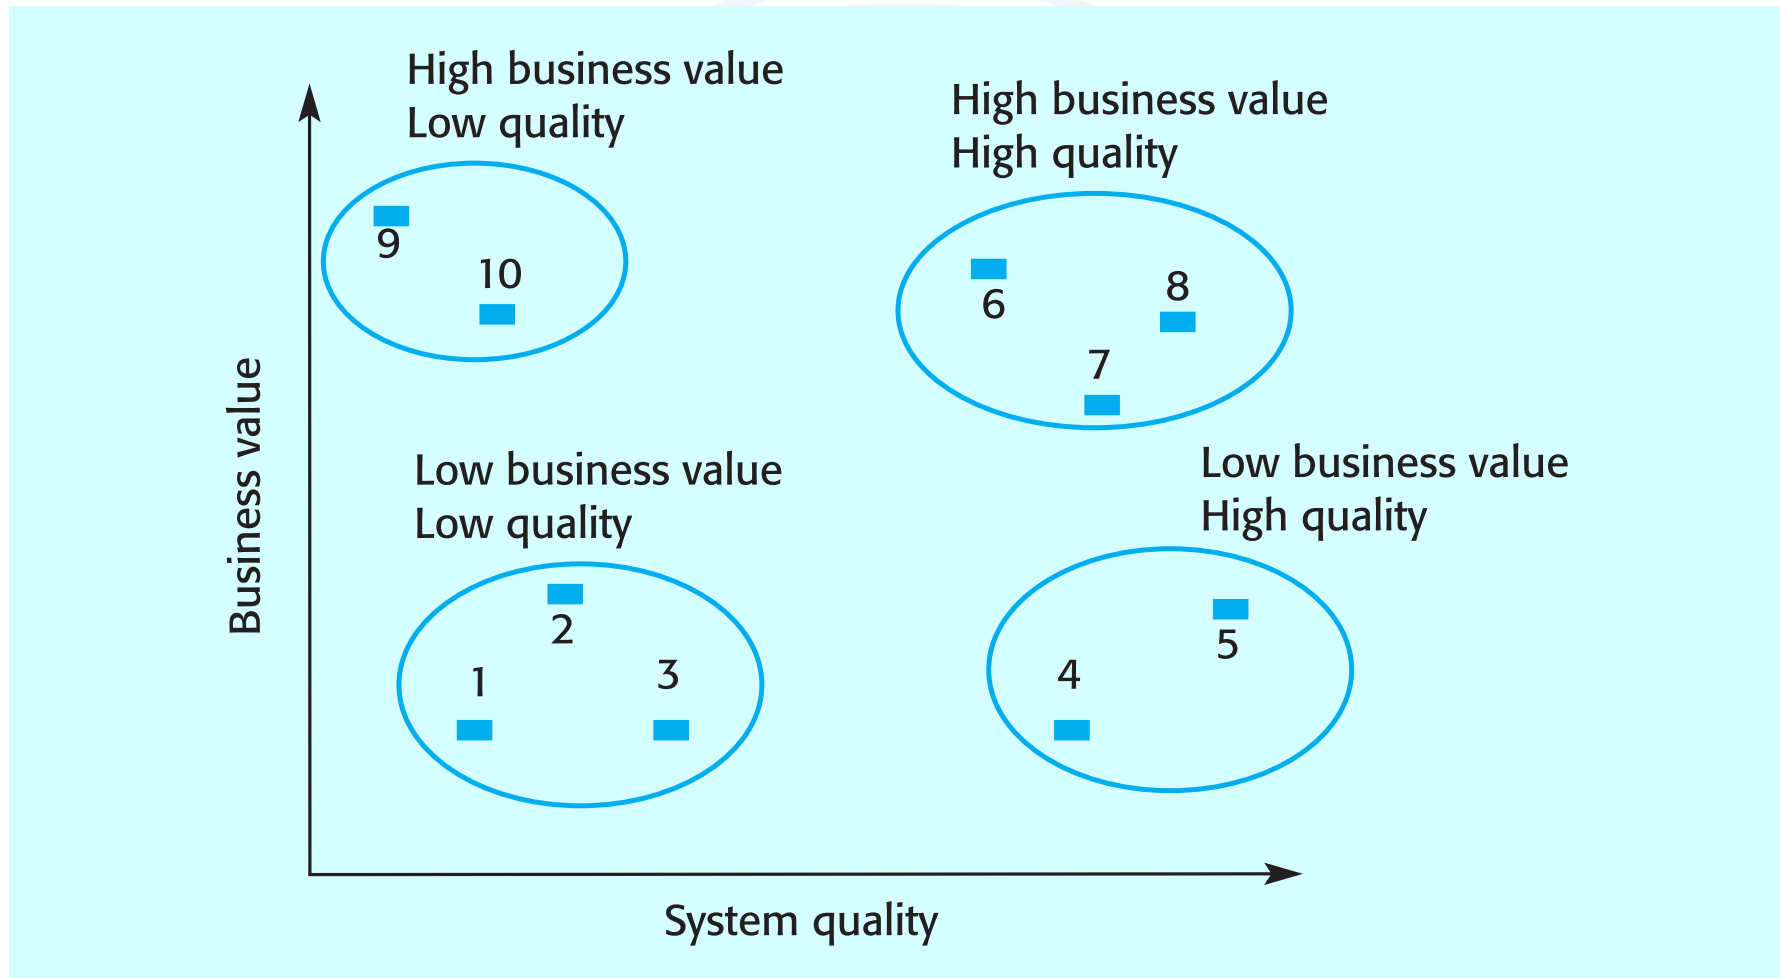 High business value
Low quality
High business value
High quality
9
10
6
8
7
Business value
Low business value
Low quality
Low business value
High quality
2
1
3
5
4
System quality